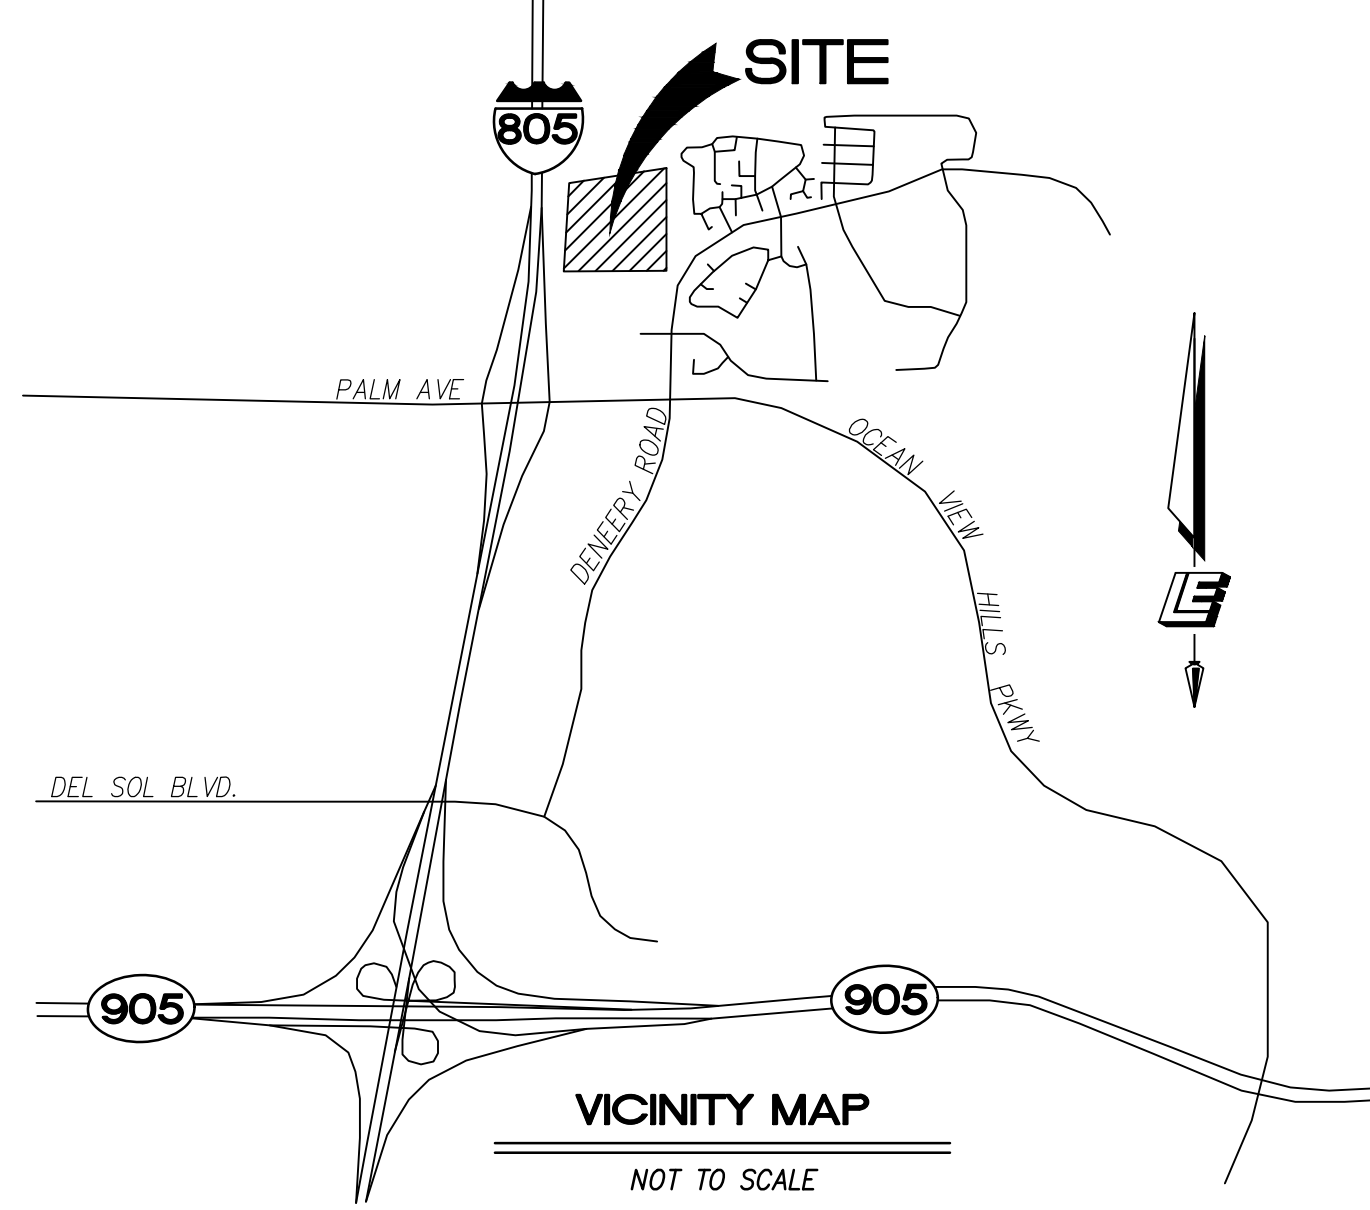 SITE
805
PALM AVE
OCEAN VIEW HILLS PKWY
DENEERY ROAD
LE
DEL SOL BLVD.
905
905
VICINITY MAP
NOT TO SCALE